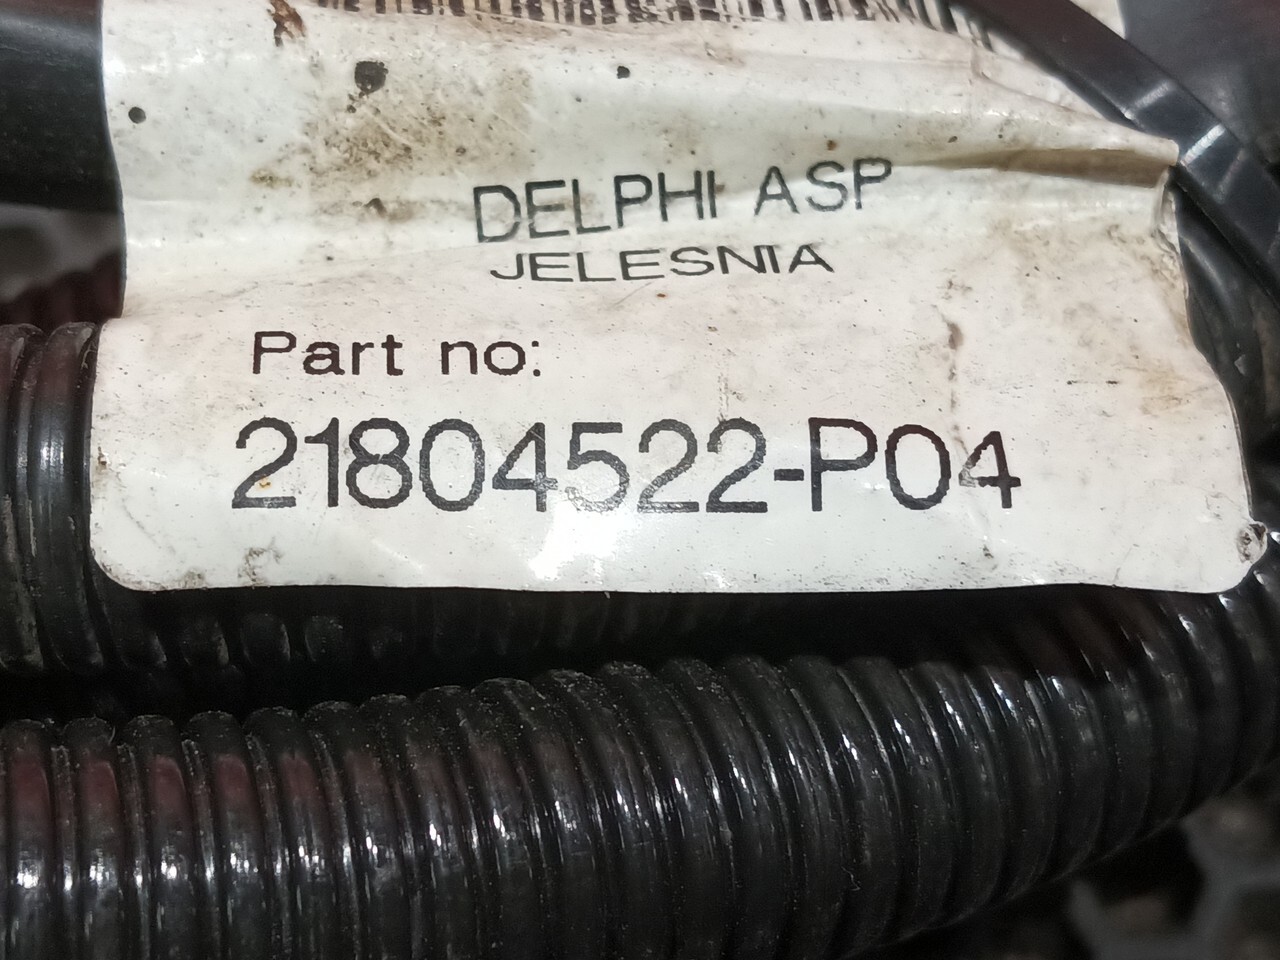 DELPHI ASP
JELESNIA
Part no:
21804522-P04